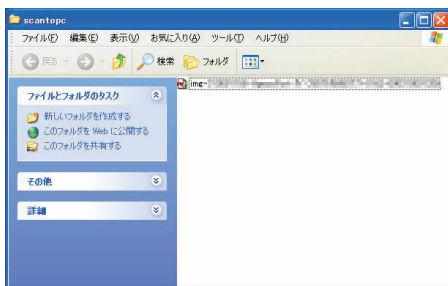 scantopc
ファイル(F) 編集(E) 表示(V) お気に入り(A) ツール(T) ヘルプ(H)
戻る 検索 フォルダ
ファイルとフォルダのタスク
新しいフォルダを作成する
このフォルダを Web に公開する
このフォルダを共有する
その他
詳細
img-